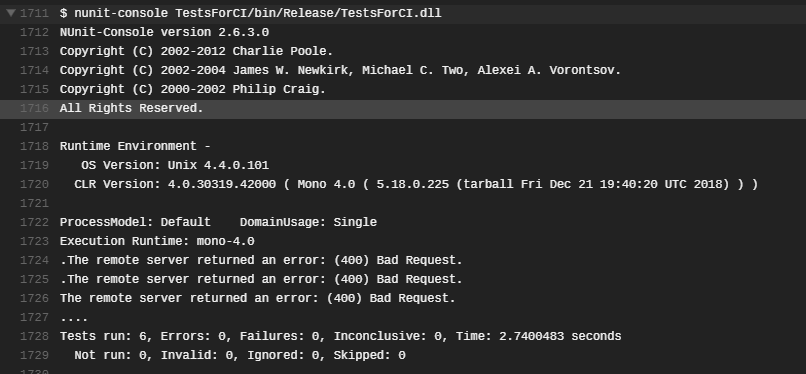 1711 $ nunit-console TestsForCI/bin/Release/TestsForCI.dll
1712 NUnit-Console version 2.6.3.0
1713 Copyright (C) 2002-2012 Charlie Poole.
1714 Copyright (C) 2002-2004 James W. Newkirk, Michael C. Two, Alexei A. Vorontsov.
1715 Copyright (C) 2000-2002 Philip Craig.
1716 All Rights Reserved.
1717
1718 Runtime Environment -
1719    OS Version: Unix 4.4.0.101
1720   CLR Version: 4.0.30319.42000 ( Mono 4.0 ( 5.18.0.225 (tarball Fri Dec 21 19:40:20 UTC 2018) ) )
1721
1722 ProcessModel: Default    DomainUsage: Single
1723 Execution Runtime: mono-4.0
1724 .The remote server returned an error: (400) Bad Request.
1725 .The remote server returned an error: (400) Bad Request.
1726 The remote server returned an error: (400) Bad Request.
1727 ....
1728 Tests run: 6, Errors: 0, Failures: 0, Inconclusive: 0, Time: 2.7400483 seconds
1729   Not run: 0, Invalid: 0, Ignored: 0, Skipped: 0